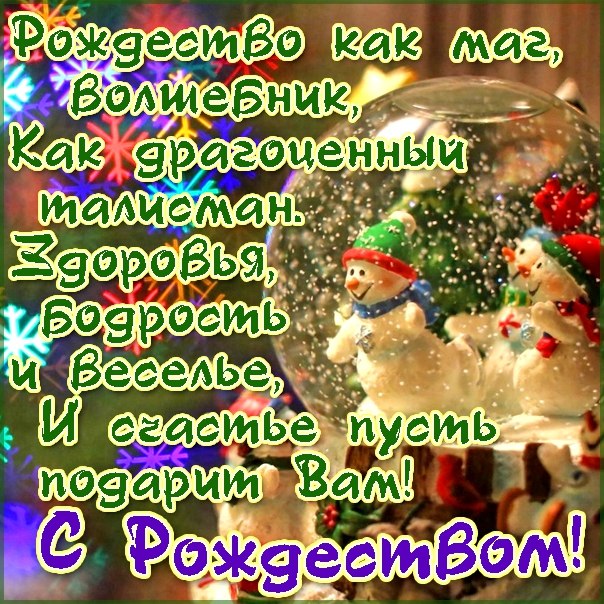 Рождество как маг,
Волшебник,
Как драгоценный
талисман.
Здоровья,
Бодрость
и Веселье,
И счастье пусть
подарит Вам!
С Рождеством!